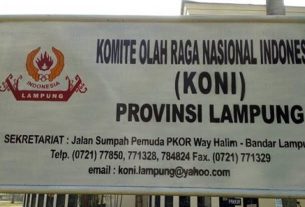 KOMITE OLAH RAGA NASIONAL INDONES
(KONI)
PROVINSI LAMPUNG
INDONESIA
LAMPUNG
SEKRETARIAT : Jalan Sumpah Pemuda PKOR Way Halim - Bandar Lampu
Telp. (0721) 77850, 771328, 784824 Fax. (0721) 771329
email : koni.lampung@yahoo.com